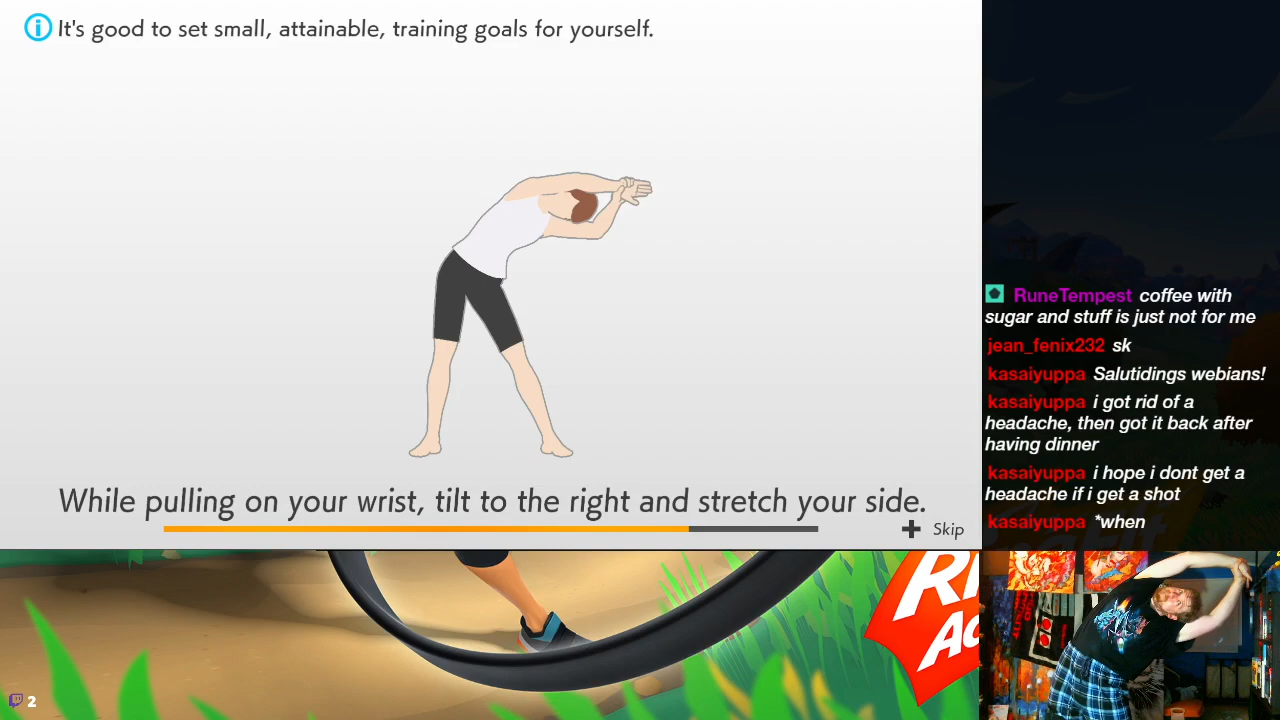 It's good to set small, attainable, training goals for yourself.
RuneTempest coffee with
sugar and stuff is just not for me
jean_fenix232 sk
kasaiyuppa Salutidings webians!
kasaiyuppa i got rid of a
headache, then got it back after
having dinner
kasaiyuppa i hope i dont get a
headache if i get a shot
kasaiyuppa *when
While pulling on your wrist, tilt to the right and stretch your side.
Skip
2